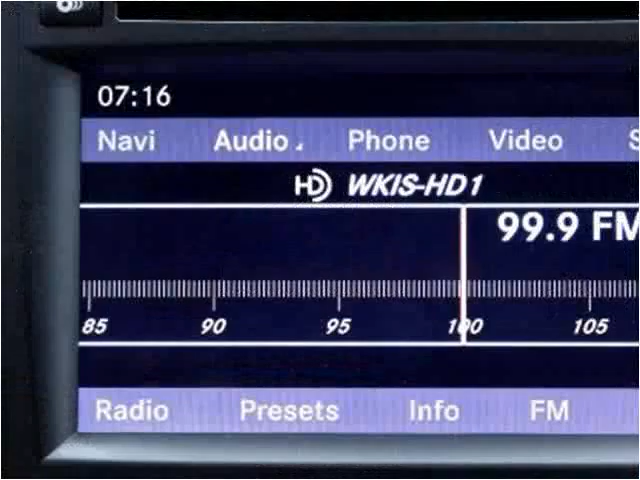 07:16
Navi Audio Phone Video S
HD WKIS-HD1
99.9 FM
85 90 95 100 105
Radio Presets Info FM